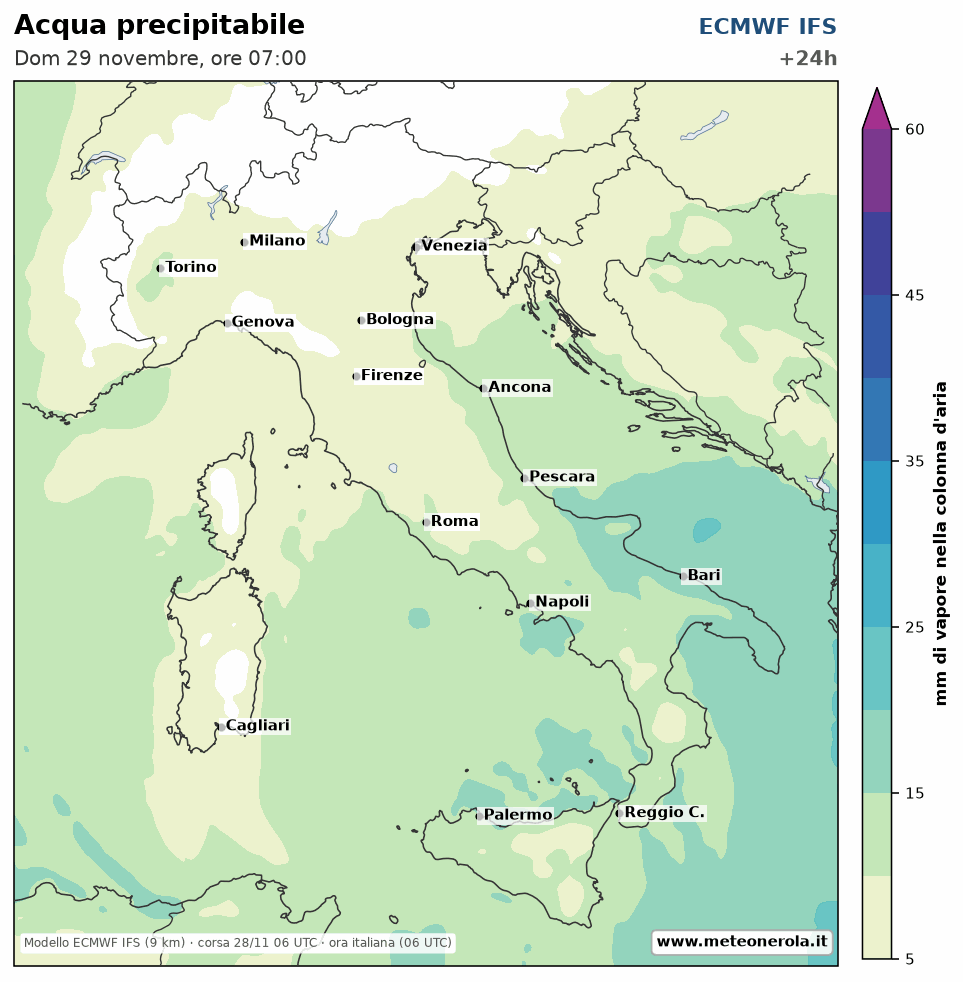 Acqua precipitabile
ECMWF IFS
Dom 29 novembre, ore 07:00
+24h
Milano
Venezia
Torino
Genova
Bologna
Firenze
Ancona
Pescara
Roma
Bari
Napoli
Cagliari
Palermo
Reggio C.
60
45
35
25
15
5
mm di vapore nella colonna d'aria
Modello ECMWF IFS (9 km) · corsa 28/11 06 UTC · ora italiana (06 UTC)
www.meteonerola.it